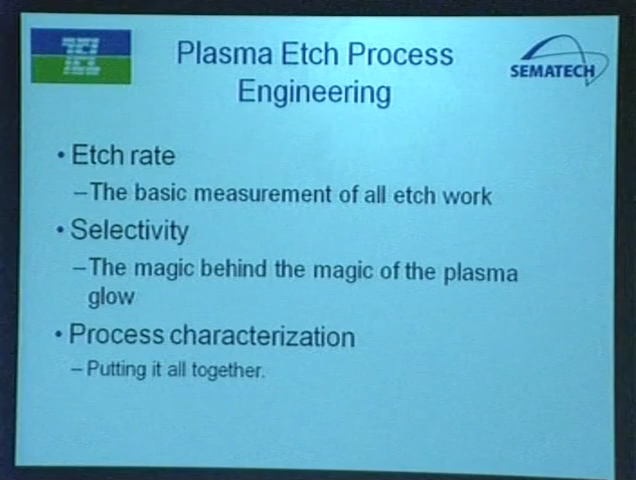 Plasma Etch Process
Engineering
SEMATECH
• Etch rate
–The basic measurement of all etch work
• Selectivity
–The magic behind the magic of the plasma
glow
• Process characterization
– Putting it all together.